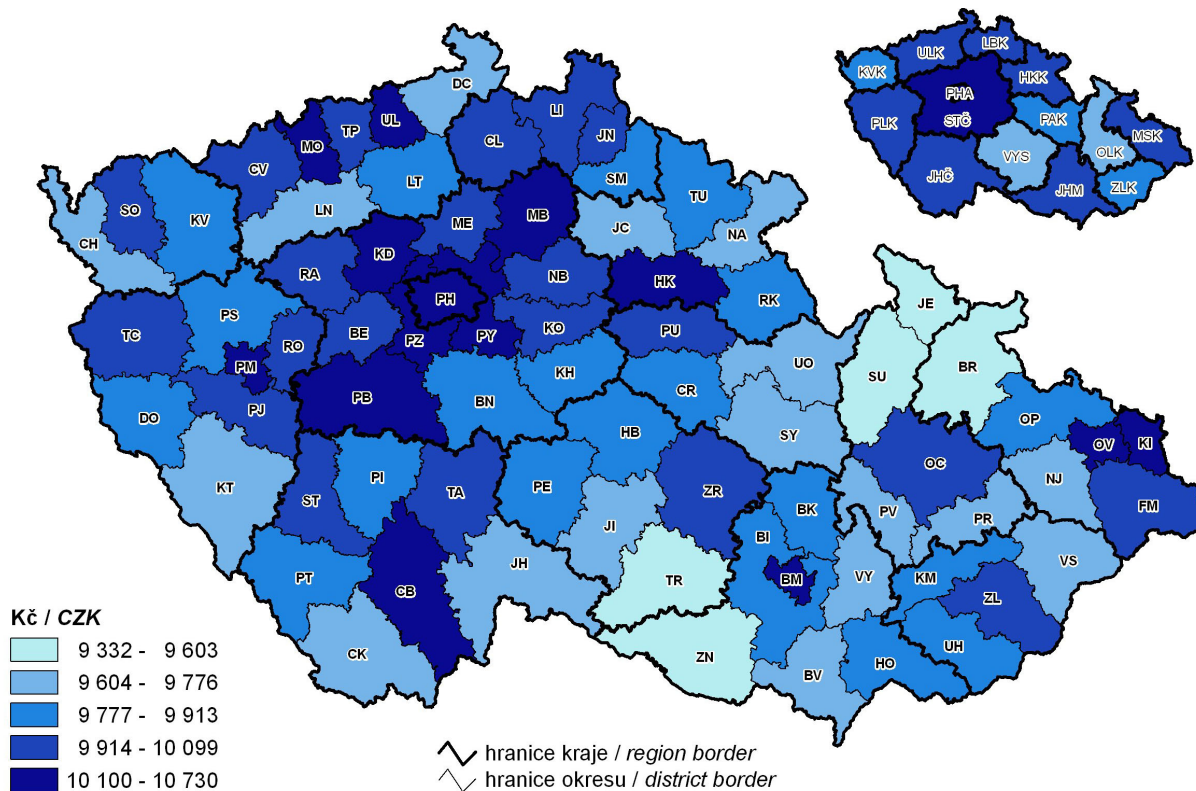 DC
LI
UL
TP
JN
MO
CL
CV
SM
LT
TU
SO
KV
LN
MB
ME
JC
NA
CH
KD
RA
NB
HK
PH
RK
PS
TC
BE
KO
PU
RO
PZ
PY
PM
UO
KH
PB
BN
CR
DO
PJ
HB
SY
JE
SU
BR
OP
OV
KI
OC
NJ
FM
PI
TA
KT
ST
PE
ZR
BK
PV
PR
JI
BI
JH
TR
BM
VY
KM
VS
PT
CB
ZL
UH
CK
ZN
BV
HO
KVK
ULK
LBK
HKK
PHA
STČ
PLK
PAK
MSK
VYS
OLK
JHČ
JHM
ZLK
Kč / CZK
9 332 - 9 603
9 604 - 9 776
9 777 - 9 913
9 914 - 10 099
10 100 - 10 730
hranice kraje / region border
hranice okresu / district border